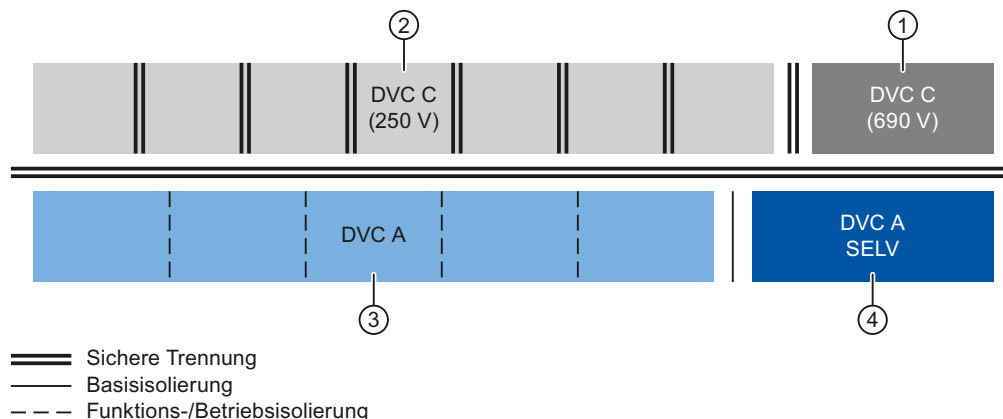 2
1
DVC C
(250 V)
DVC C
(690 V)
DVC A
DVC A
SELV
3
4
Sichere Trennung
Basisisolierung
Funktions-/Betriebsisolierung